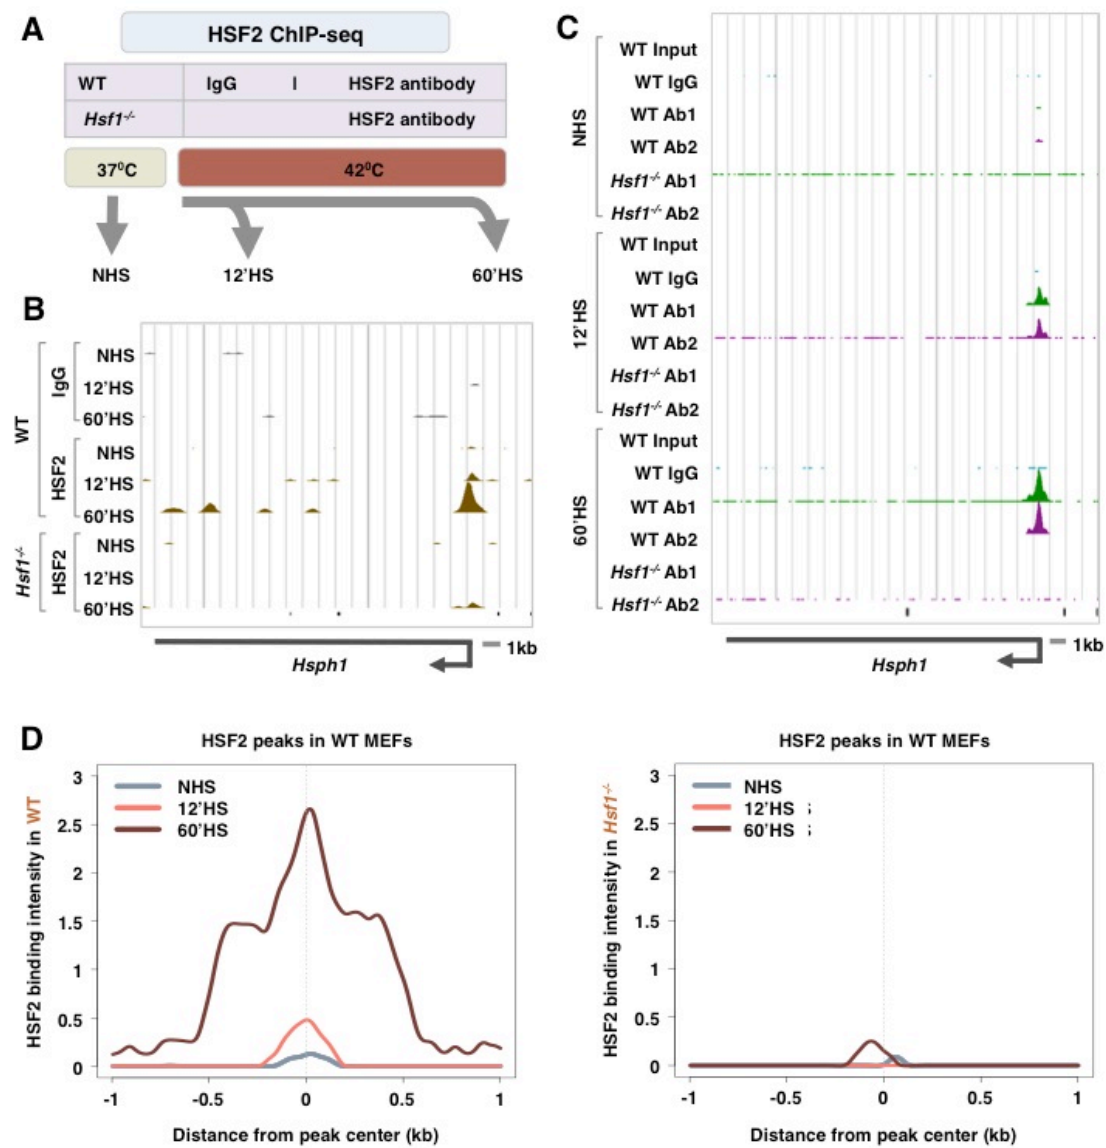 A
HSF2 ChIP-seq
WT IgG I HSF2 antibody
Hsf1-/- HSF2 antibody
37⁰C 42⁰C
NHS 12'HS 60'HS
B
WT
IgG
NHS
12'HS
60'HS
HSF2
NHS
12'HS
60'HS
Hsf1-/-
HSF2
NHS
12'HS
60'HS
Hsph1
1kb
C
NHS
WT Input
WT IgG
WT Ab1
WT Ab2
Hsf1-/- Ab1
Hsf1-/- Ab2
12'HS
WT Input
WT IgG
WT Ab1
WT Ab2
Hsf1-/- Ab1
Hsf1-/- Ab2
60'HS
WT Input
WT IgG
WT Ab1
WT Ab2
Hsf1-/- Ab1
Hsf1-/- Ab2
Hsph1
1kb
D
HSF2 peaks in WT MEFs
HSF2 binding intensity in WT
NHS
12'HS
60'HS
3
2.5
2
1.5
1
0.5
0
-1 -0.5 0 0.5 1
Distance from peak center (kb)
HSF2 peaks in WT MEFs
HSF2 binding intensity in Hsf1-/-
NHS
12'HS
60'HS
3
2.5
2
1.5
1
0.5
0
-1 -0.5 0 0.5 1
Distance from peak center (kb)